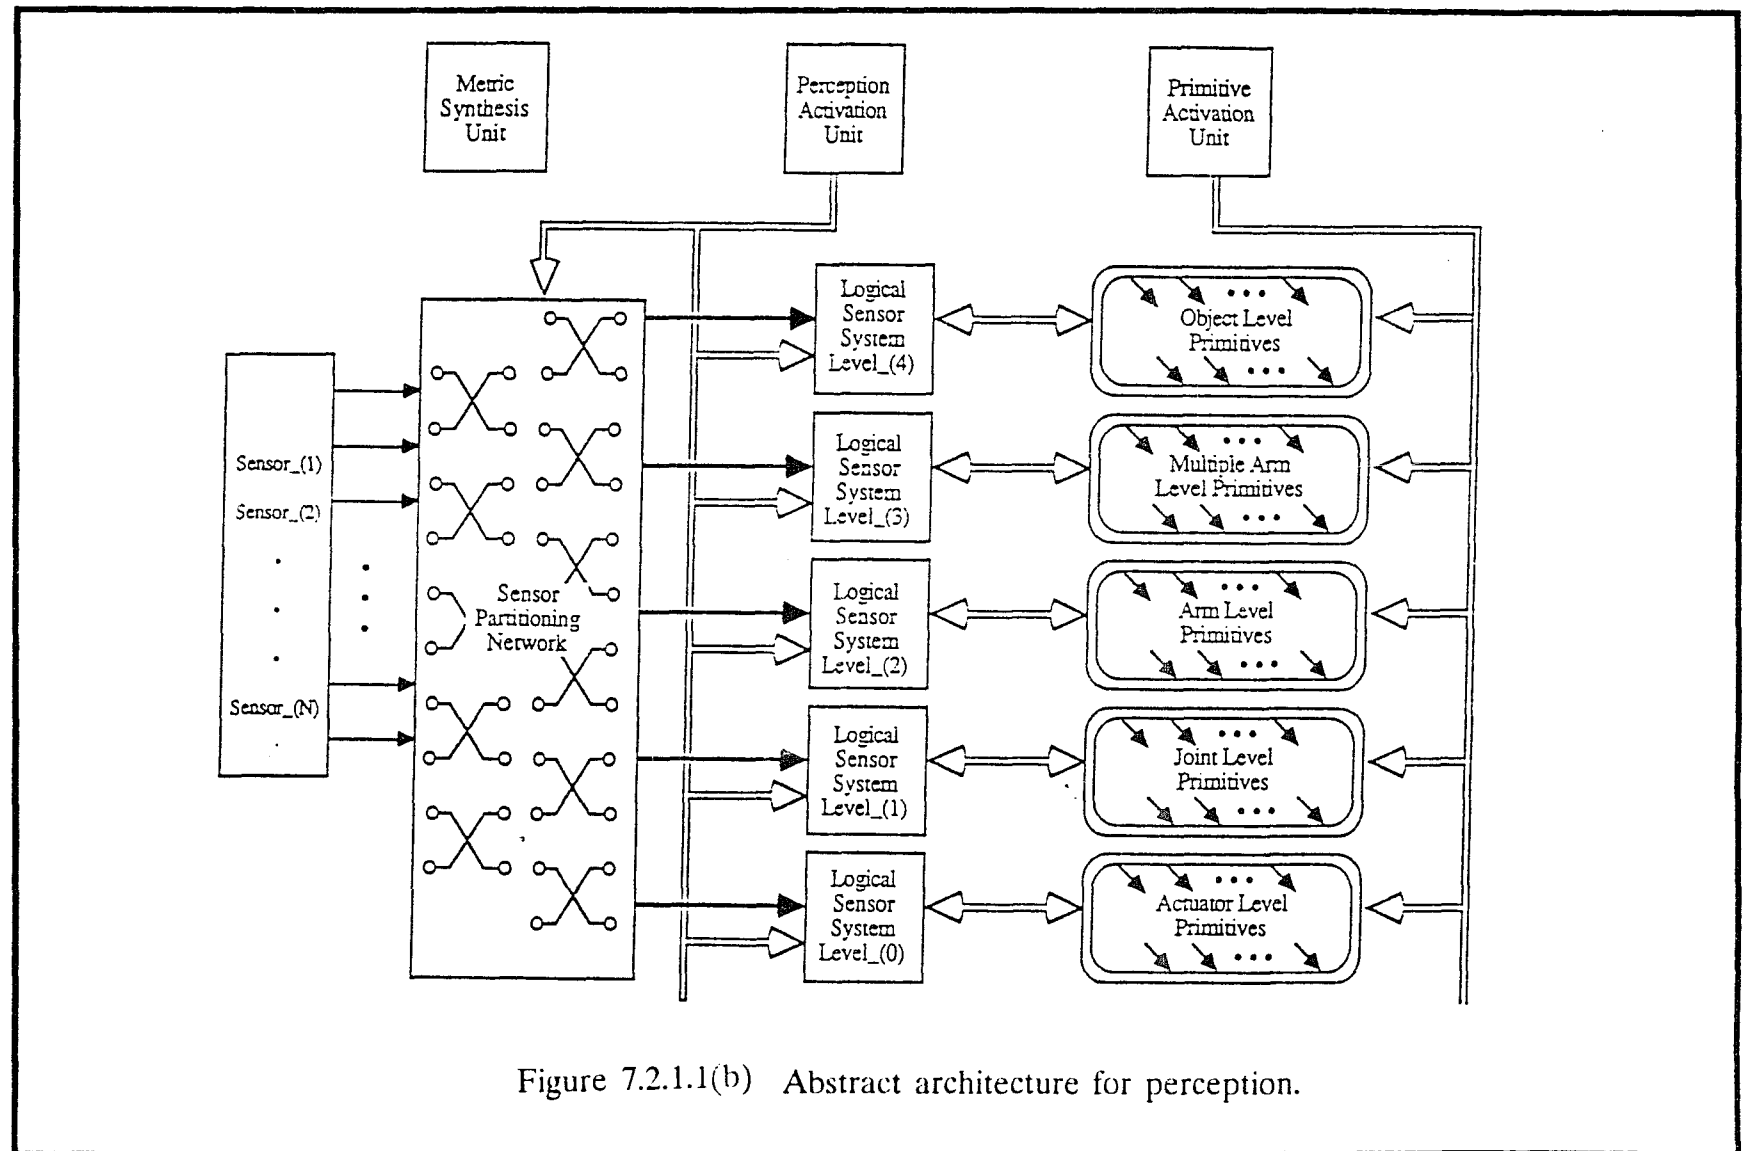 Metric
Synthesis
Unit
Perception
Activation
Unit
Primitive
Activation
Unit
Sensor_(1)
Sensor_(2)
Sensor_(N)
Sensor
Partitioning
Network
Logical
Sensor
System
Level_(4)
Object Level
Primitives
Logical
Sensor
System
Level_(3)
Multiple Arm
Level Primitives
Logical
Sensor
System
Level_(2)
Arm Level
Primitives
Logical
Sensor
System
Level_(1)
Joint Level
Primitives
Logical
Sensor
System
Level_(0)
Actuator Level
Primitives
Figure 7.2.1.1(b) Abstract architecture for perception.